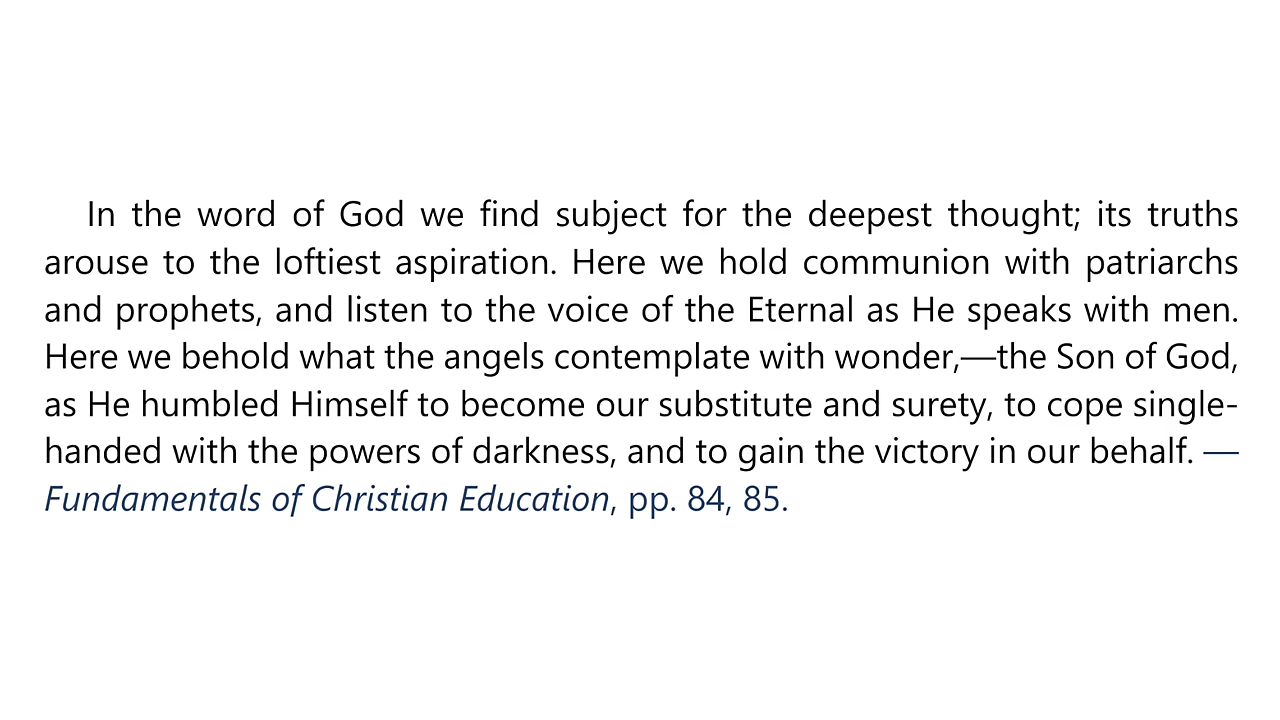 In the word of God we find subject for the deepest thought; its truths
arouse to the loftiest aspiration. Here we hold communion with patriarchs
and prophets, and listen to the voice of the Eternal as He speaks with men.
Here we behold what the angels contemplate with wonder,—the Son of God,
as He humbled Himself to become our substitute and surety, to cope single-
handed with the powers of darkness, and to gain the victory in our behalf. —
Fundamentals of Christian Education, pp. 84, 85.